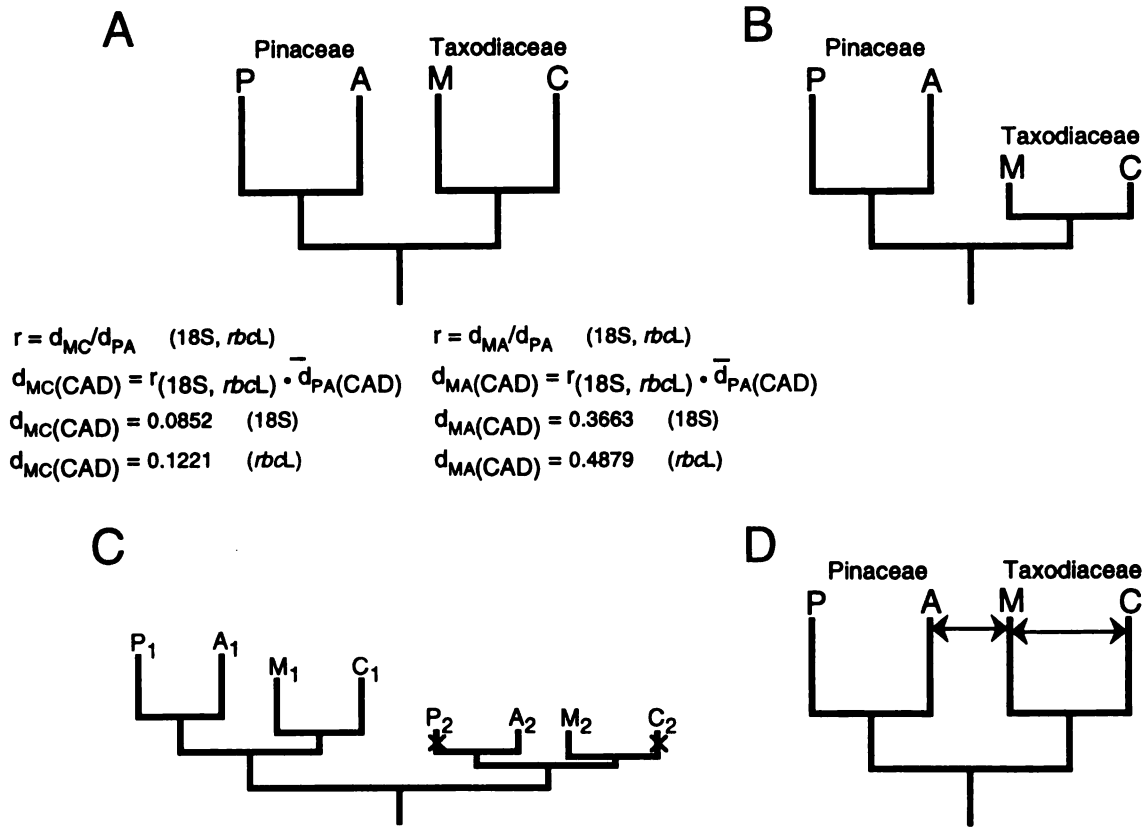 A
Pinaceae Taxodiaceae
P A M C
B
Pinaceae
P A
Taxodiaceae
M C
r = dMC/dPA (18S, rbcL)
dMC(CAD) = r(18S, rbcL) • d̄PA(CAD)
dMC(CAD) = 0.0852 (18S)
dMC(CAD) = 0.1221 (rbcL)
r = dMA/dPA (18S, rbcL)
dMA(CAD) = r(18S, rbcL) • d̄PA(CAD)
dMA(CAD) = 0.3663 (18S)
dMA(CAD) = 0.4879 (rbcL)
C
P1 A1 M1 C1
P2 A2 M2 C2
D
Pinaceae Taxodiaceae
P A M C